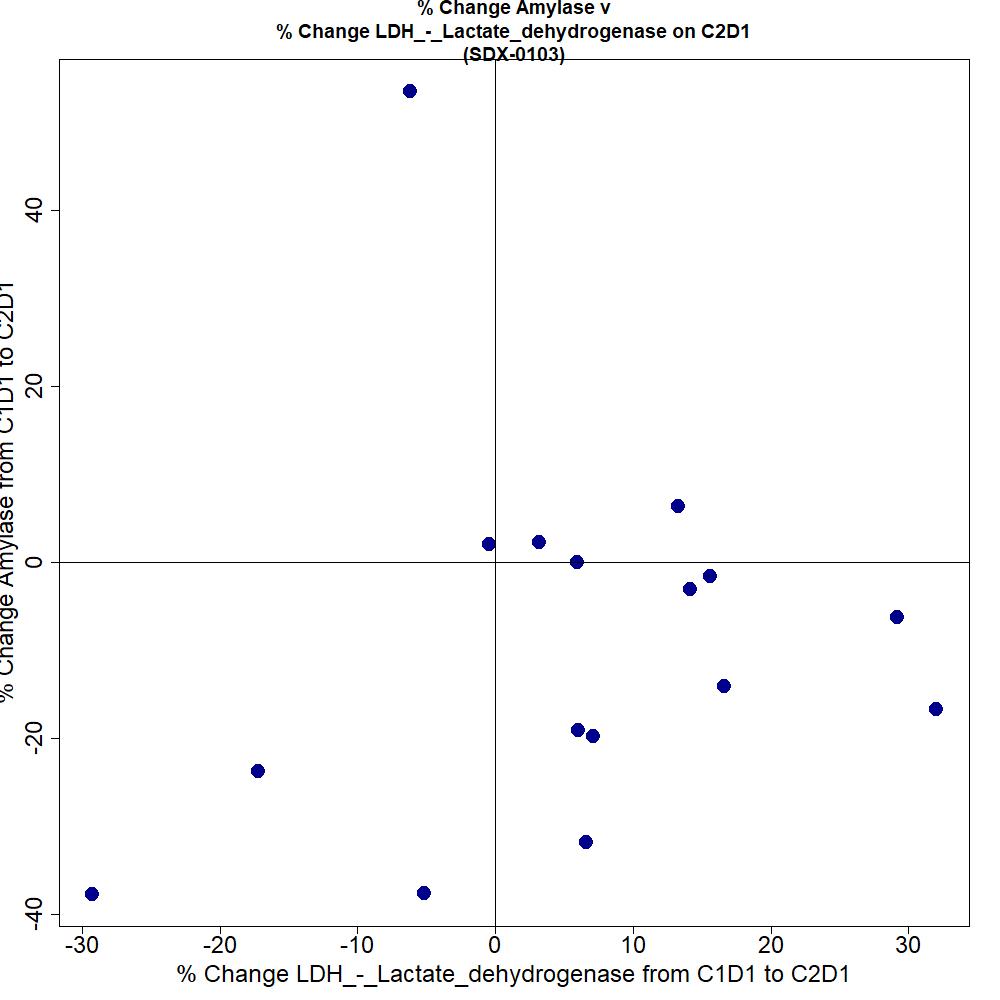 % Change Amylase v
% Change LDH_-_Lactate_dehydrogenase on C2D1
(SDX-0103)
% Change Amylase from C1D1 to C2D1
40
20
0
-20
-40
-30
-20
-10
0
10
20
30
% Change LDH_-_Lactate_dehydrogenase from C1D1 to C2D1